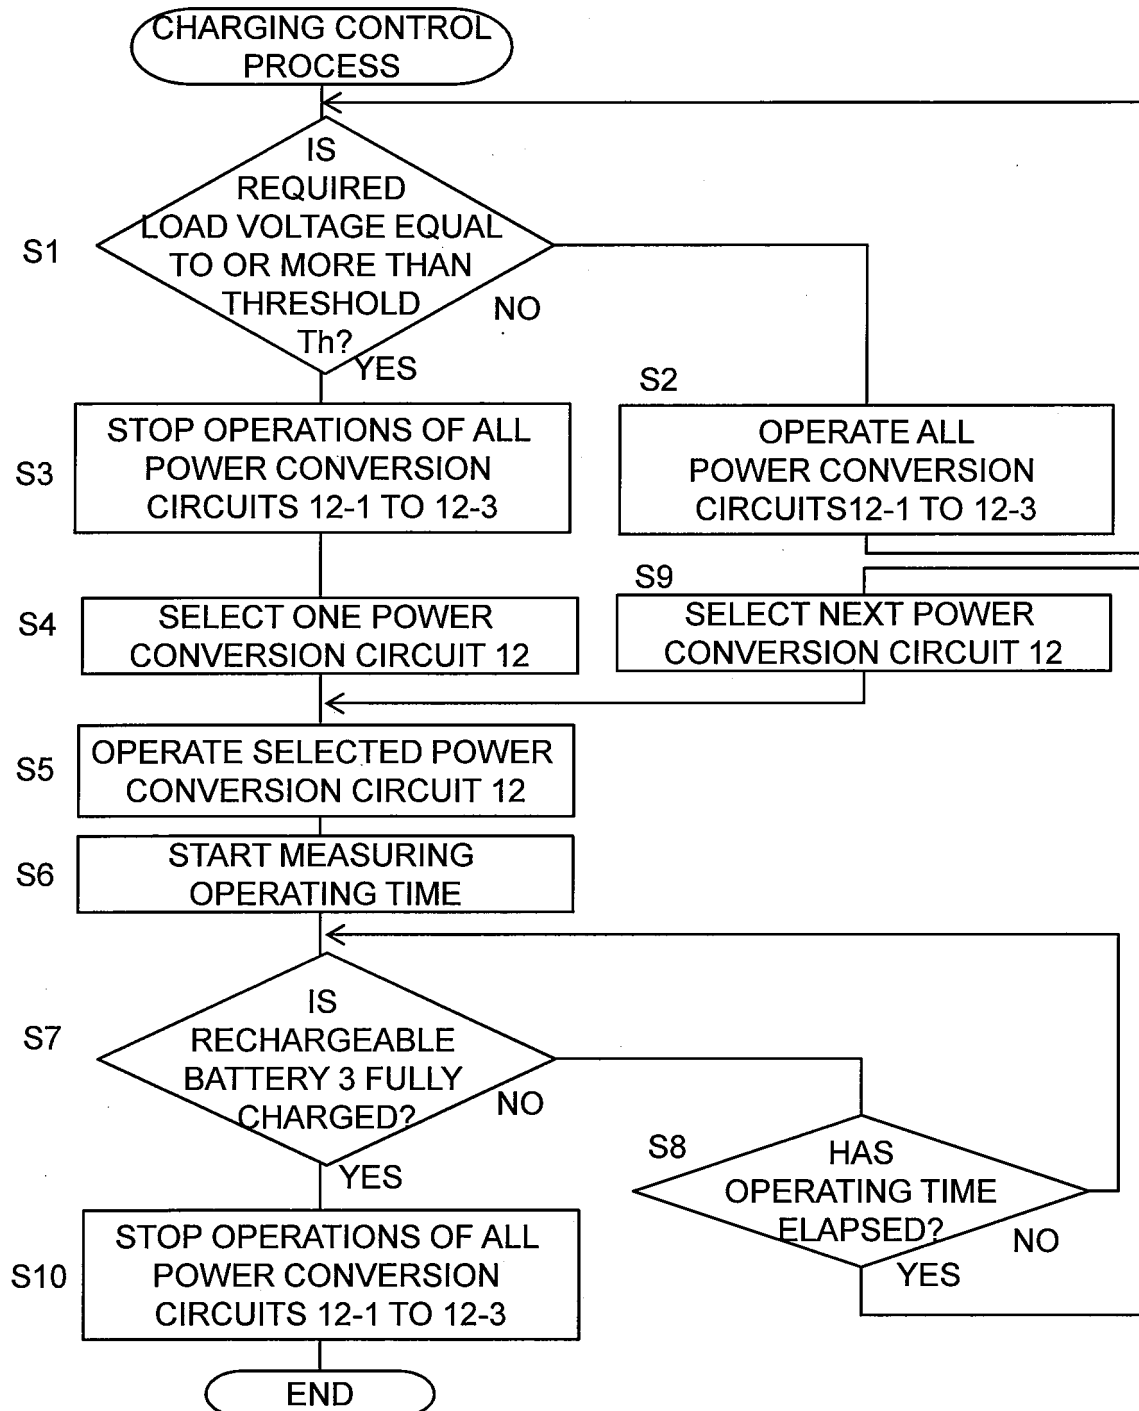 CHARGING CONTROL
PROCESS
S1
IS
REQUIRED
LOAD VOLTAGE EQUAL
TO OR MORE THAN
THRESHOLD
Th?
NO
YES
S3
STOP OPERATIONS OF ALL
POWER CONVERSION
CIRCUITS 12-1 TO 12-3
S2
OPERATE ALL
POWER CONVERSION
CIRCUITS12-1 TO 12-3
S4
SELECT ONE POWER
CONVERSION CIRCUIT 12
S9
SELECT NEXT POWER
CONVERSION CIRCUIT 12
S5
OPERATE SELECTED POWER
CONVERSION CIRCUIT 12
S6
START MEASURING
OPERATING TIME
S7
IS
RECHARGEABLE
BATTERY 3 FULLY
CHARGED?
NO
YES
S8
HAS
OPERATING TIME
ELAPSED?
NO
YES
S10
STOP OPERATIONS OF ALL
POWER CONVERSION
CIRCUITS 12-1 TO 12-3
END